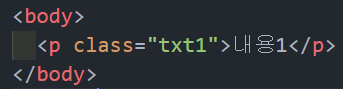 <body>
<p class="txt1">내용1</p>
</body>